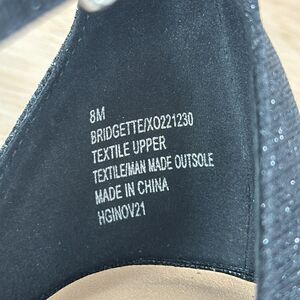 8M
BRIDGETTE/XO221230
TEXTILE UPPER
TEXTILE/MAN MADE OUTSOLE
MADE IN CHINA
HGINOV21